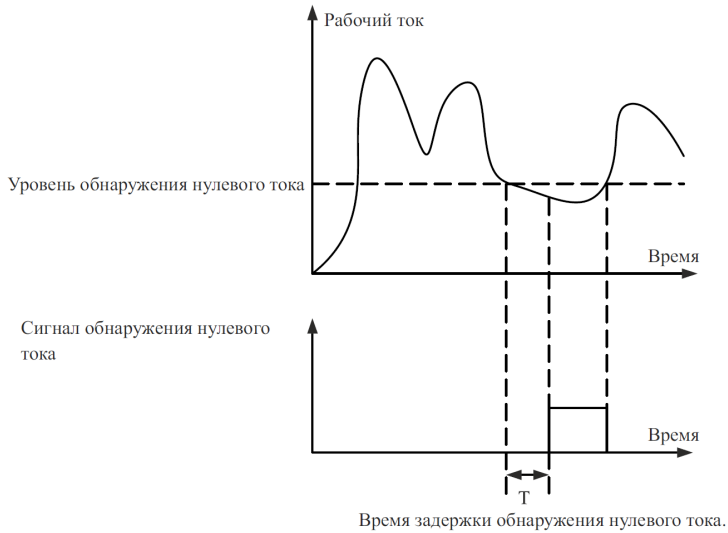 Рабочий ток
Уровень обнаружения нулевого тока
Время
Сигнал обнаружения нулевого
тока
Время
T
Время задержки обнаружения нулевого тока.